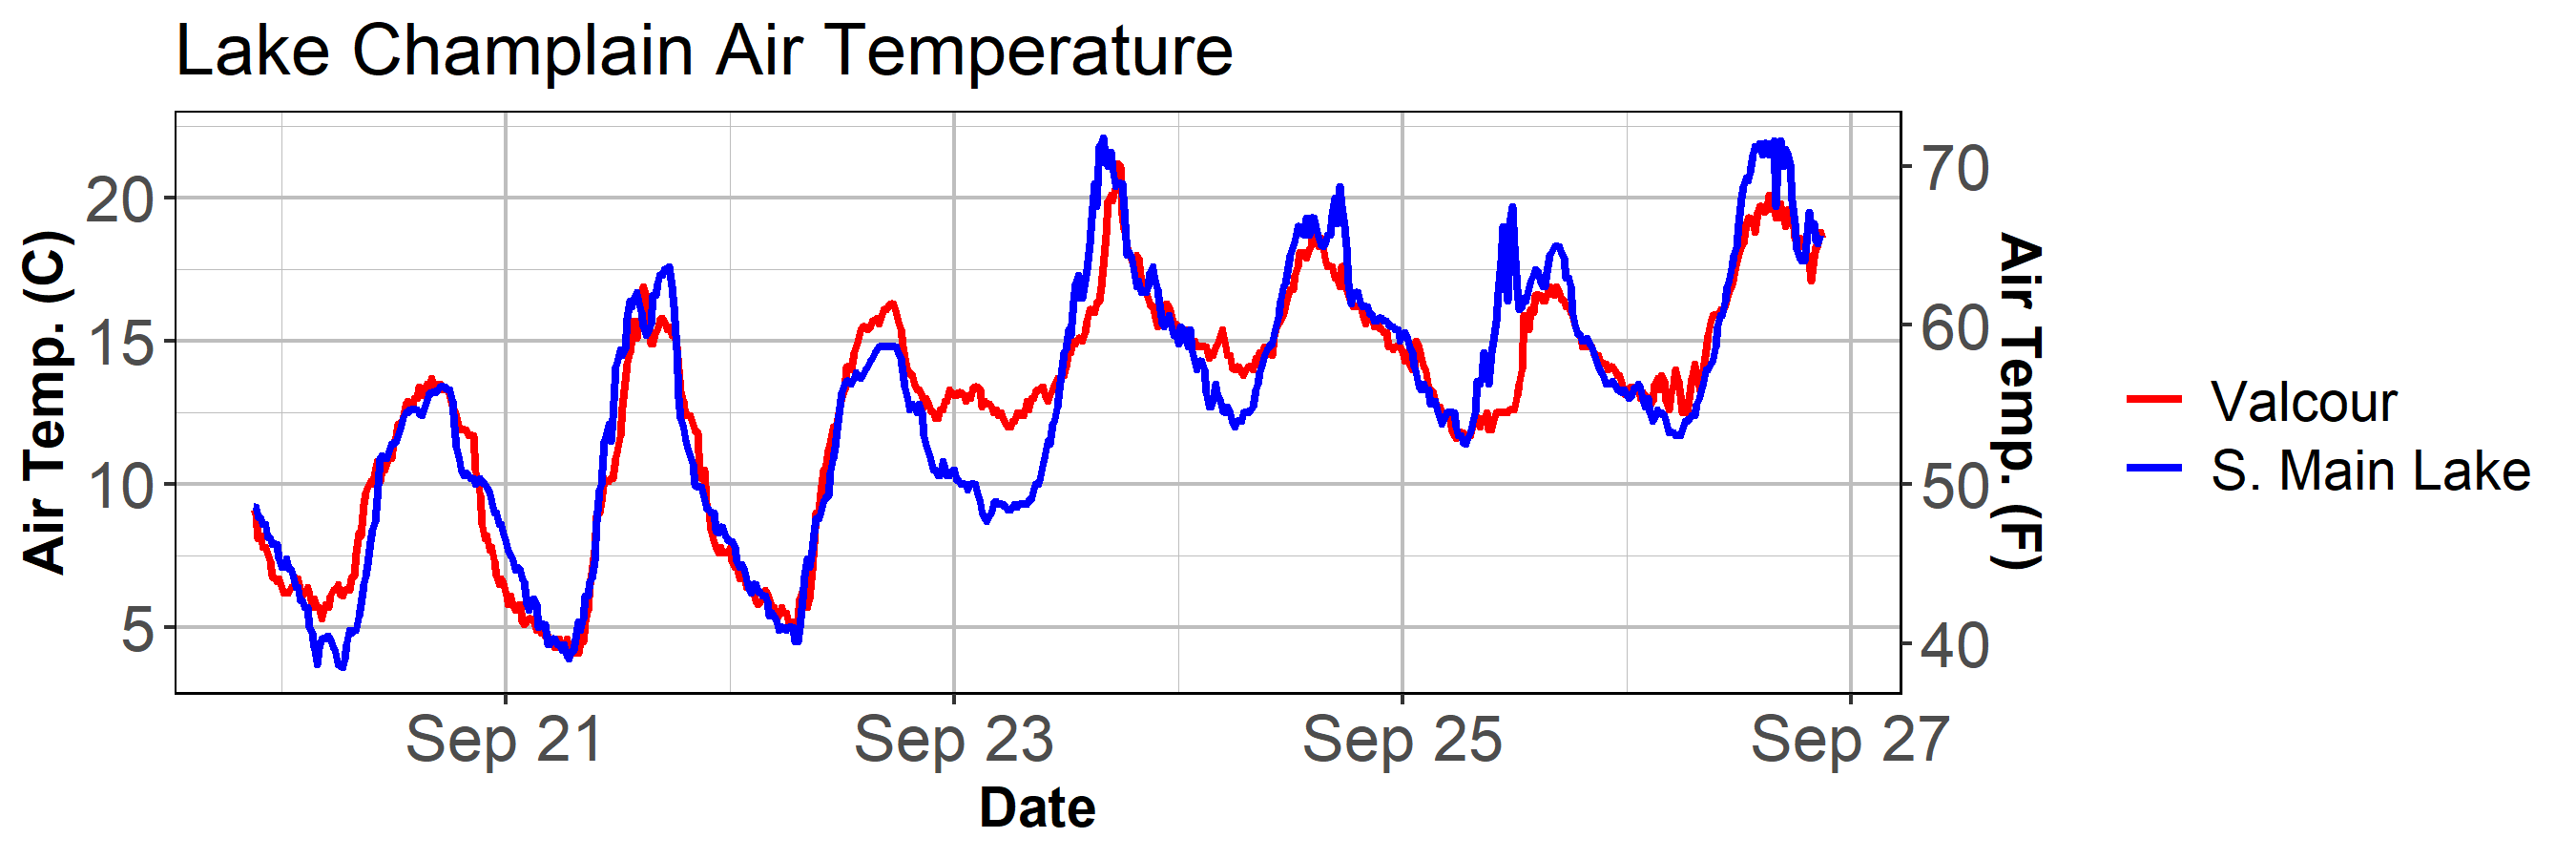 Lake Champlain Air Temperature
Air Temp. (C)
20
15
10
5
70
60
50
40
Air Temp. (F)
Sep 21
Sep 23
Sep 25
Sep 27
Date
Valcour
S. Main Lake